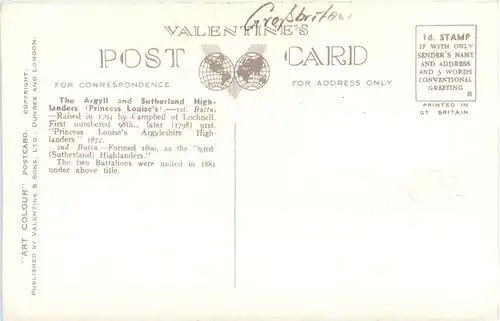 VALENTINE'S
Großbritan
POST CARD
FOR CORRESPONDENCE
FOR ADDRESS ONLY
1d. STAMP
IF WITH ONLY
SENDER'S NAME
AND ADDRESS
AND 5 WORDS
CONVENTIONAL
GREETING
B
PRINTED IN
GT. BRITAIN
The Argyll and Sutherland High-
landers (Princess Louise's).—1st. Battn.
—Raised in 1794 by Campbell of Lochnell.
First numbered 98th., later (1798) 91st.
"Princess Louise's Argyleshire High-
landers." 1872.
2nd Battn.—Formed 1800, as the "93rd.
(Sutherland) Highlanders."
The two Battalions were united in 1881
under above title.
"ART COLOUR" POSTCARD. COPYRIGHT.
PUBLISHED BY VALENTINE & SONS, LTD., DUNDEE AND LONDON.